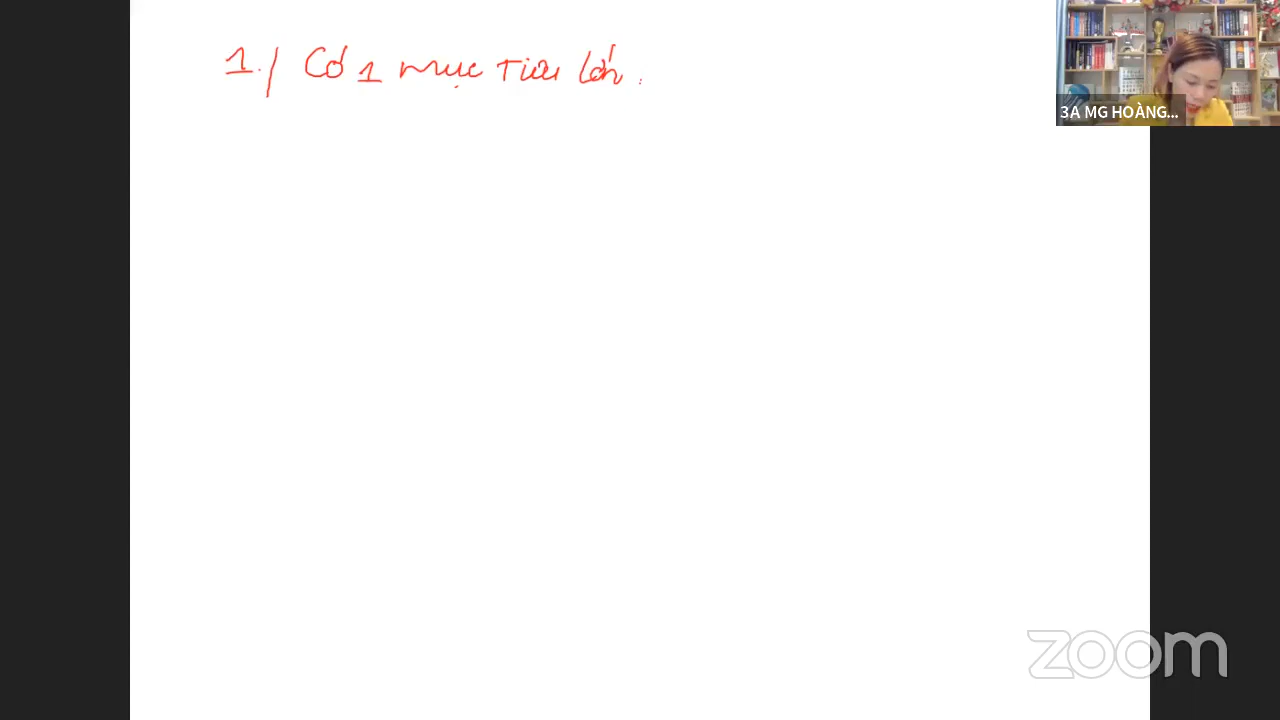 1./ Có 1 mục Tiêu lớn.
3A MG HOÀNG...
zoom